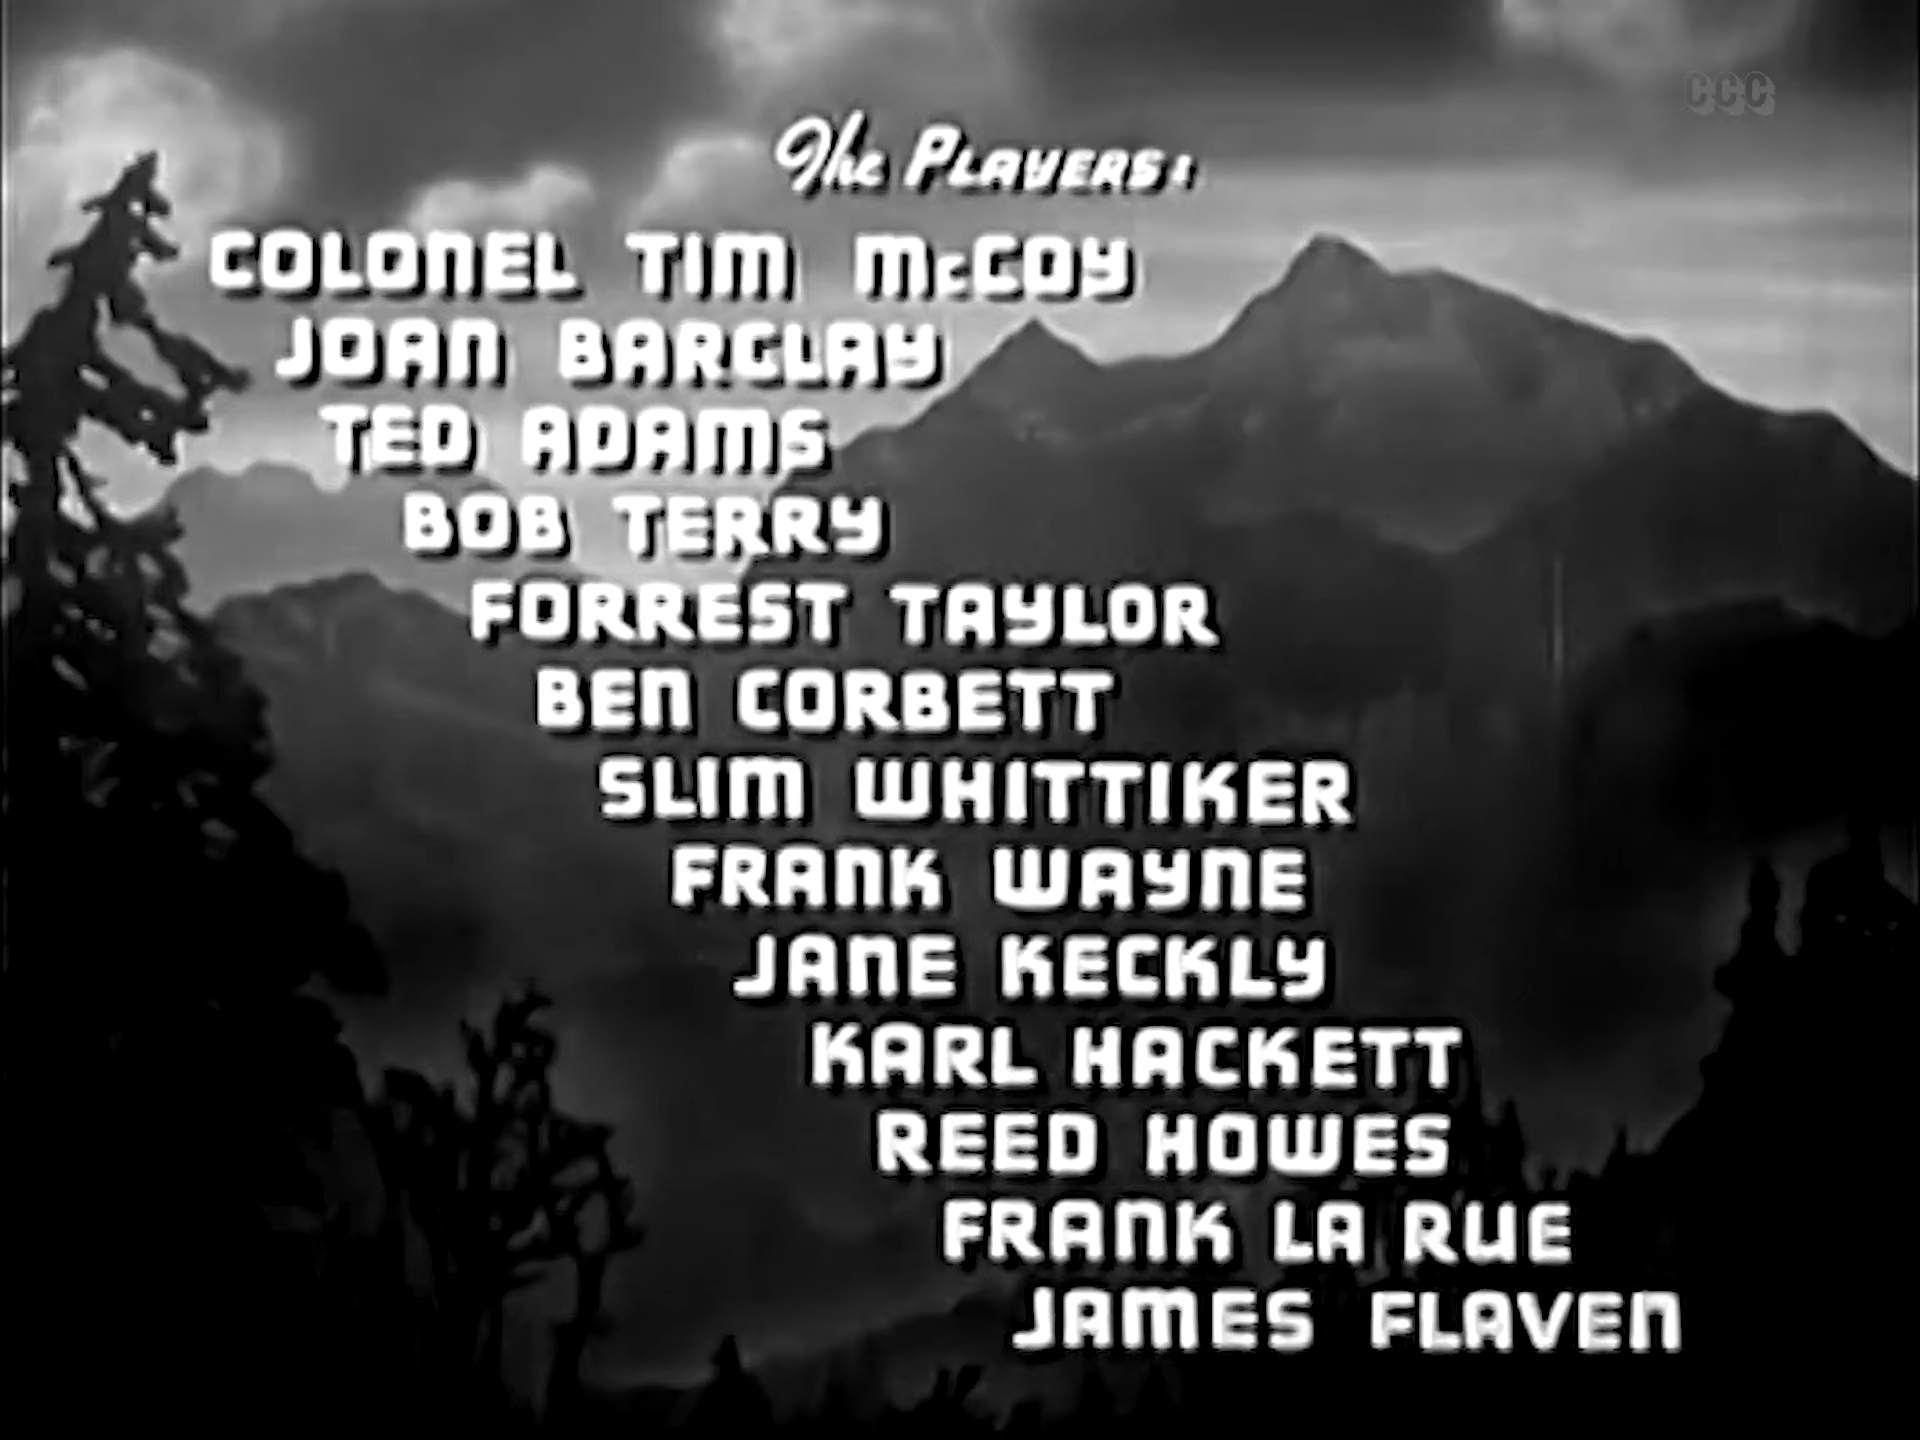 CCC
The PLAYERS:
COLONEL TIM McCOY
JOAN BARCLAY
TED ADAMS
BOB TERRY
FORREST TAYLOR
BEN CORBETT
SLIM WHITTIKER
FRANK WAYNE
JANE KECKLY
KARL HACKETT
REED HOWES
FRANK LA RUE
JAMES FLAVEN